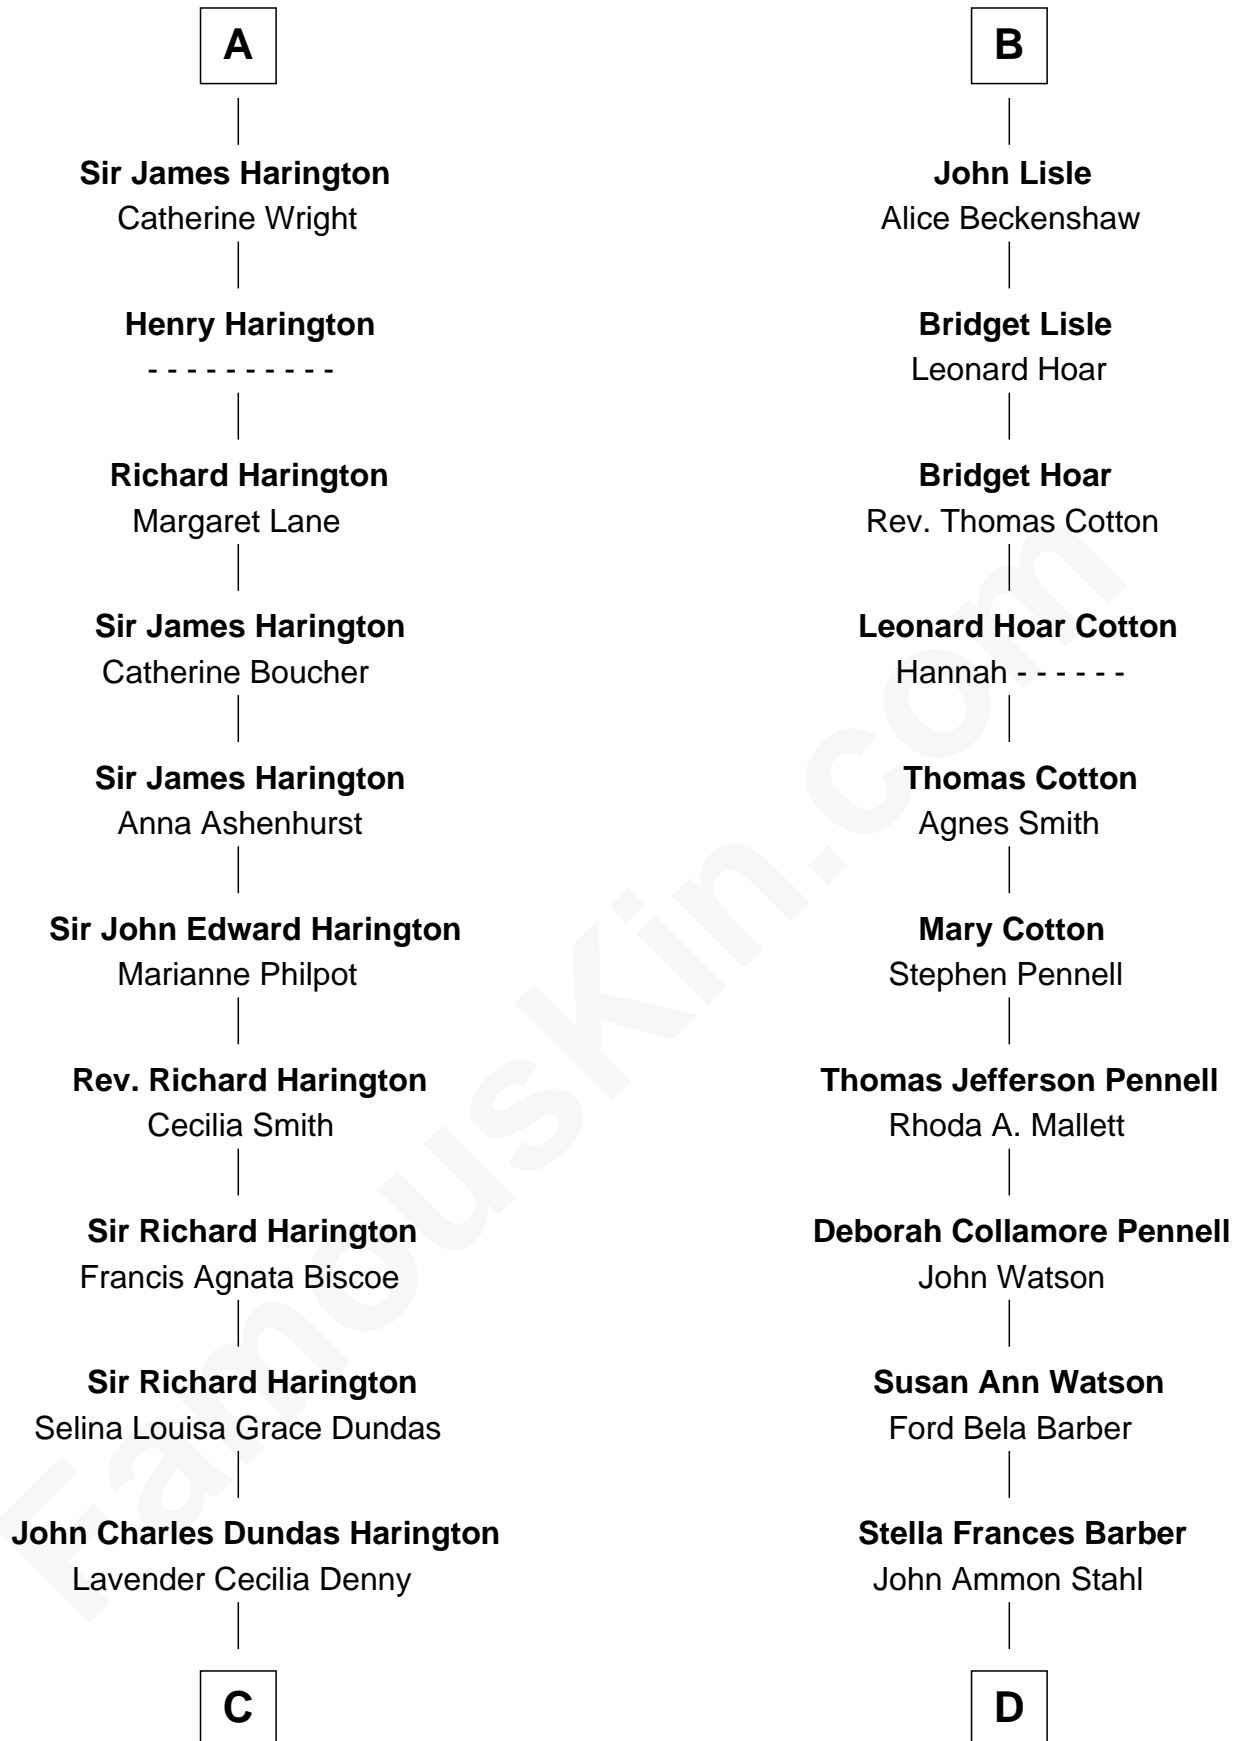 A
Sir James Harington
Catherine Wright
Henry Harington
- - - - - - - - - -
Richard Harington
Margaret Lane
Sir James Harington
Catherine Boucher
Sir James Harington
Anna Ashenhurst
Sir John Edward Harington
Marianne Philpot
Rev. Richard Harington
Cecilia Smith
Sir Richard Harington
Francis Agnata Biscoe
Sir Richard Harington
Selina Louisa Grace Dundas
John Charles Dundas Harington
Lavender Cecilia Denny
C
B
John Lisle
Alice Beckenshaw
Bridget Lisle
Leonard Hoar
Bridget Hoar
Rev. Thomas Cotton
Leonard Hoar Cotton
Hannah - - - - - -
Thomas Cotton
Agnes Smith
Mary Cotton
Stephen Pennell
Thomas Jefferson Pennell
Rhoda A. Mallett
Deborah Collamore Pennell
John Watson
Susan Ann Watson
Ford Bela Barber
Stella Frances Barber
John Ammon Stahl
D
FamousKin.com